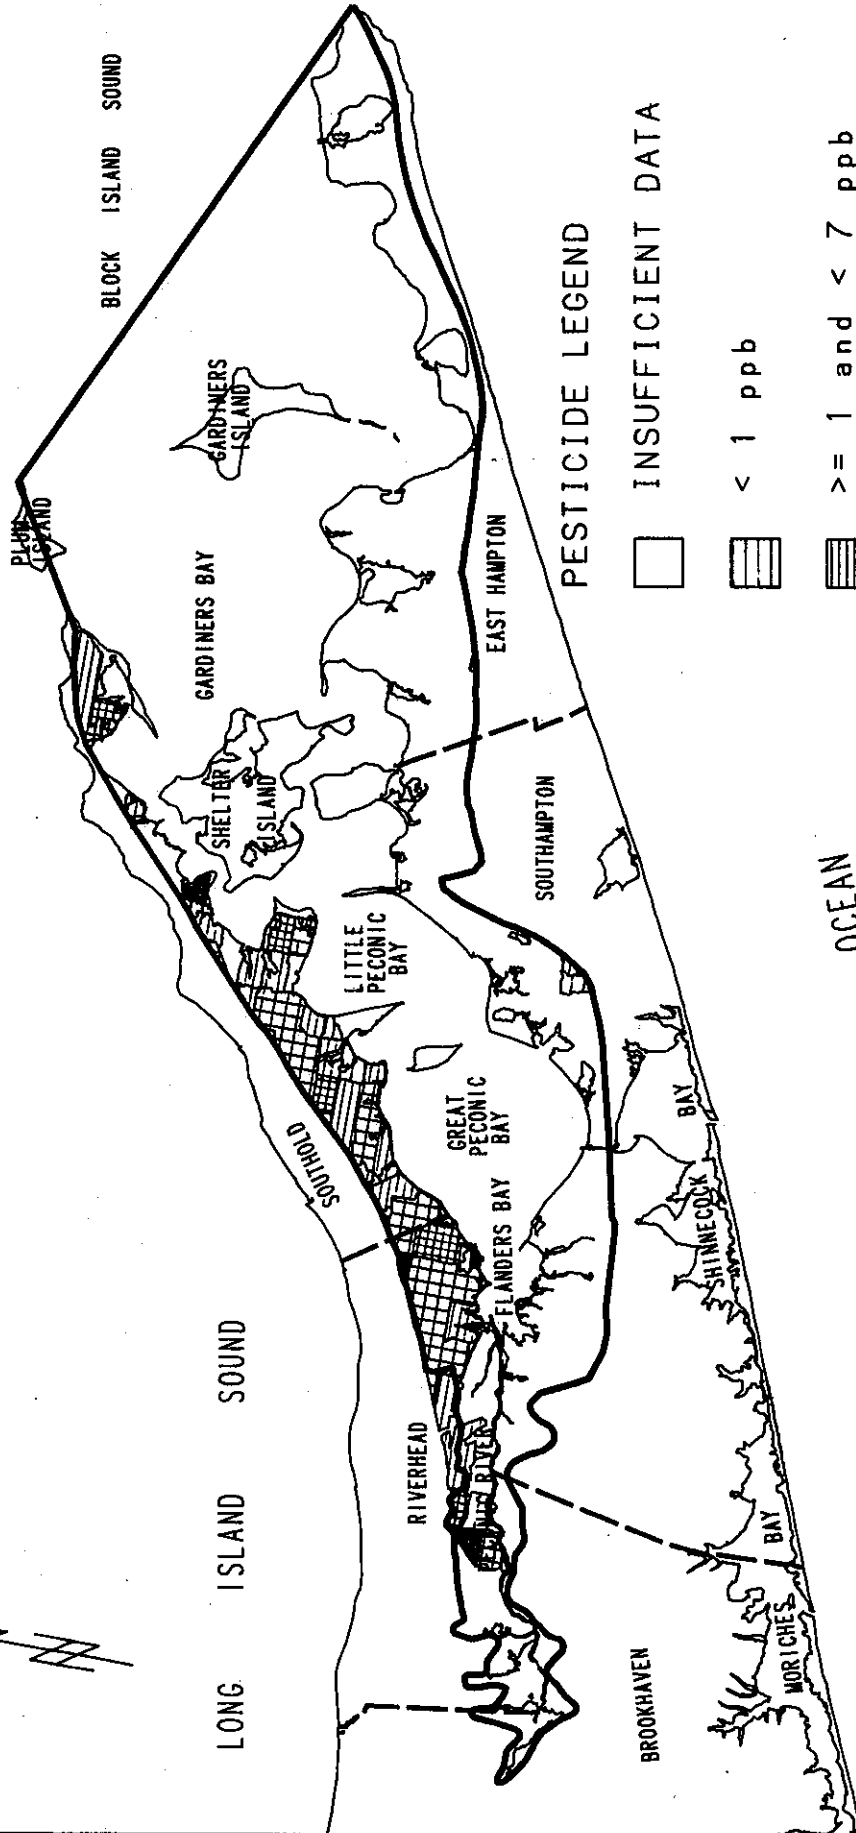 BLOCK ISLAND SOUND
PLUM
ISLAND
GARDINERS
ISLAND
GARDINERS BAY
SHELTER
ISLAND
EAST HAMPTON
SOUTHAMPTON
LITTLE
PECONIC
BAY
SOUTHOLD
GREAT
PECONIC
BAY
FLANDERS BAY
LONG ISLAND SOUND
RIVERHEAD
PECONIC RIVER
BROOKHAVEN
MORICHES BAY
SHINNECOCK BAY
OCEAN
PESTICIDE LEGEND
INSUFFICIENT DATA
< 1 ppb
>= 1 and < 7 ppb